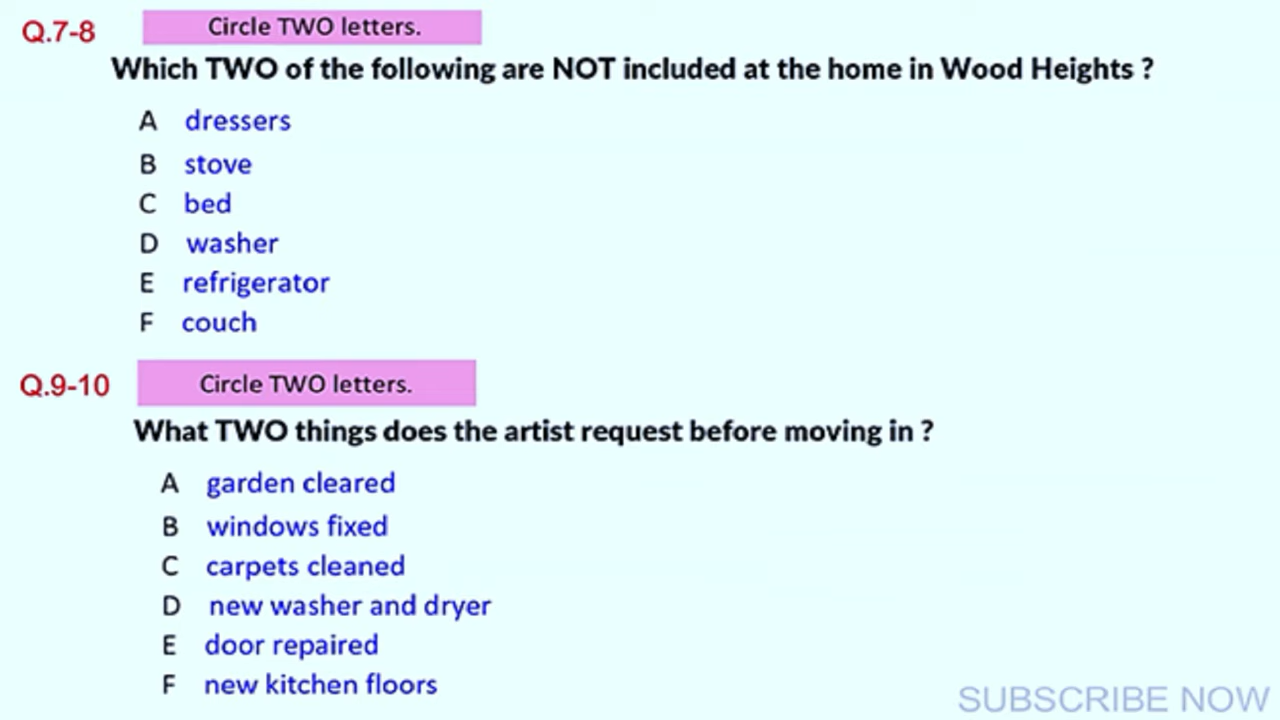 Q.7-8 Circle TWO letters.
Which TWO of the following are NOT included at the home in Wood Heights ?
A dressers
B stove
C bed
D washer
E refrigerator
F couch
Q.9-10 Circle TWO letters.
What TWO things does the artist request before moving in ?
A garden cleared
B windows fixed
C carpets cleaned
D new washer and dryer
E door repaired
F new kitchen floors
SUBSCRIBE NOW